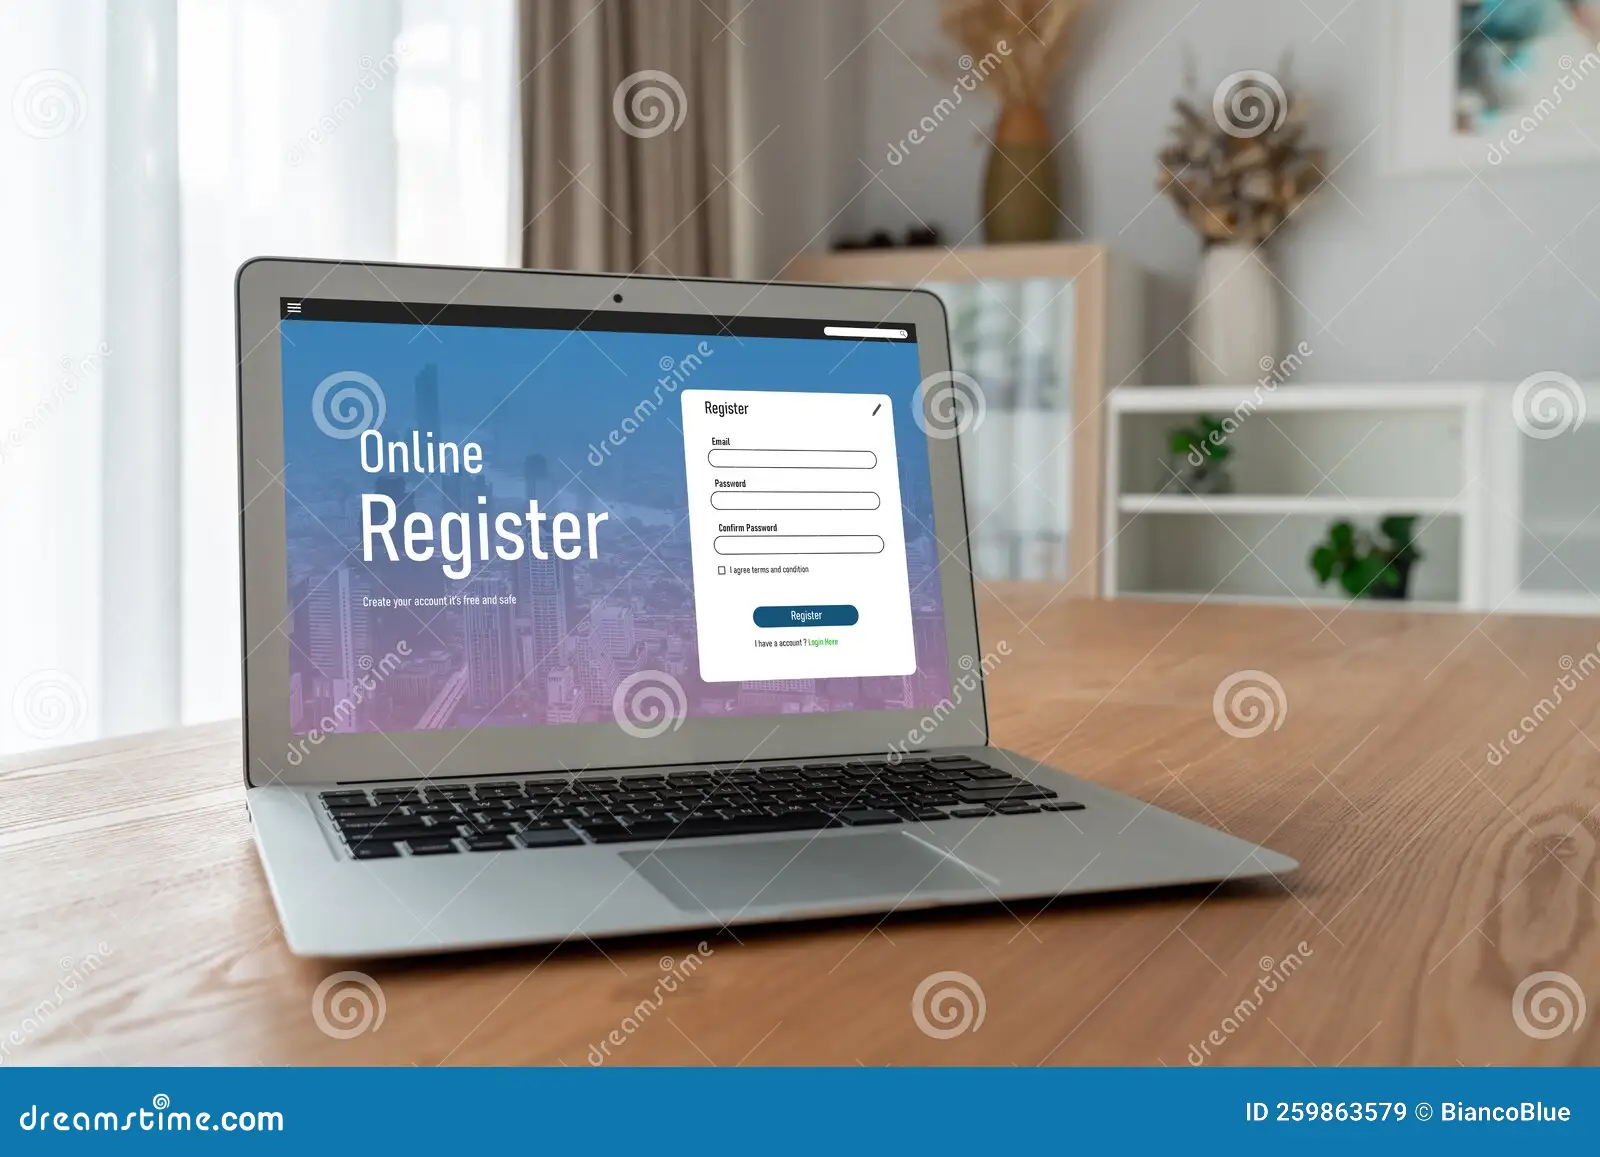 Online
Register
Create your account it's free and safe
Register
Email
Password
Confirm Password
I agree terms and condition
Register
I have a account ? Login Here
dreamstime.com
ID 259863579 © BiancoBlue